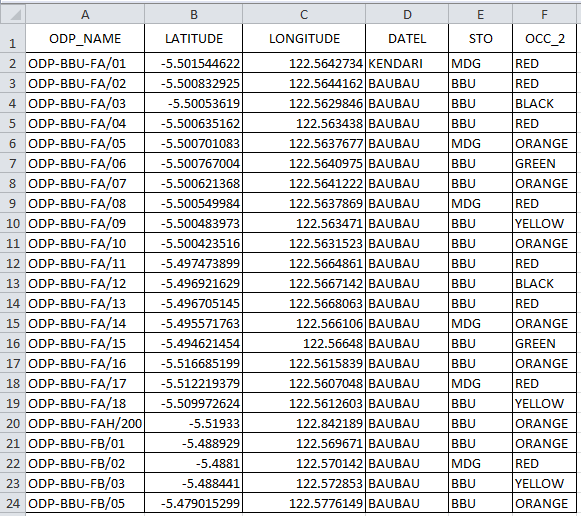 A B C D E F
1 ODP_NAME LATITUDE LONGITUDE DATEL STO OCC_2
2 ODP-BBU-FA/01 -5.501544622 122.5642734 KENDARI MDG RED
3 ODP-BBU-FA/02 -5.500832925 122.5644162 BAUBAU BBU RED
4 ODP-BBU-FA/03 -5.50053619 122.5629846 BAUBAU BBU BLACK
5 ODP-BBU-FA/04 -5.500635162 122.563438 BAUBAU BBU RED
6 ODP-BBU-FA/05 -5.500701083 122.5637677 BAUBAU MDG ORANGE
7 ODP-BBU-FA/06 -5.500767004 122.5640975 BAUBAU BBU GREEN
8 ODP-BBU-FA/07 -5.500621368 122.5641222 BAUBAU BBU ORANGE
9 ODP-BBU-FA/08 -5.500549984 122.5637869 BAUBAU MDG RED
10 ODP-BBU-FA/09 -5.500483973 122.563471 BAUBAU BBU YELLOW
11 ODP-BBU-FA/10 -5.500423516 122.5631523 BAUBAU BBU ORANGE
12 ODP-BBU-FA/11 -5.497473899 122.5664861 BAUBAU BBU RED
13 ODP-BBU-FA/12 -5.496921629 122.5667142 BAUBAU BBU BLACK
14 ODP-BBU-FA/13 -5.496705145 122.5668063 BAUBAU BBU RED
15 ODP-BBU-FA/14 -5.495571763 122.566106 BAUBAU MDG ORANGE
16 ODP-BBU-FA/15 -5.494621454 122.56648 BAUBAU BBU GREEN
17 ODP-BBU-FA/16 -5.516685199 122.5615839 BAUBAU BBU ORANGE
18 ODP-BBU-FA/17 -5.512219379 122.5607048 BAUBAU MDG RED
19 ODP-BBU-FA/18 -5.509972624 122.5612603 BAUBAU BBU YELLOW
20 ODP-BBU-FAH/200 -5.51933 122.842189 BAUBAU BBU ORANGE
21 ODP-BBU-FB/01 -5.488929 122.569671 BAUBAU BBU ORANGE
22 ODP-BBU-FB/02 -5.4881 122.570142 BAUBAU MDG RED
23 ODP-BBU-FB/03 -5.488441 122.572853 BAUBAU BBU YELLOW
24 ODP-BBU-FB/05 -5.479015299 122.5776149 BAUBAU BBU ORANGE